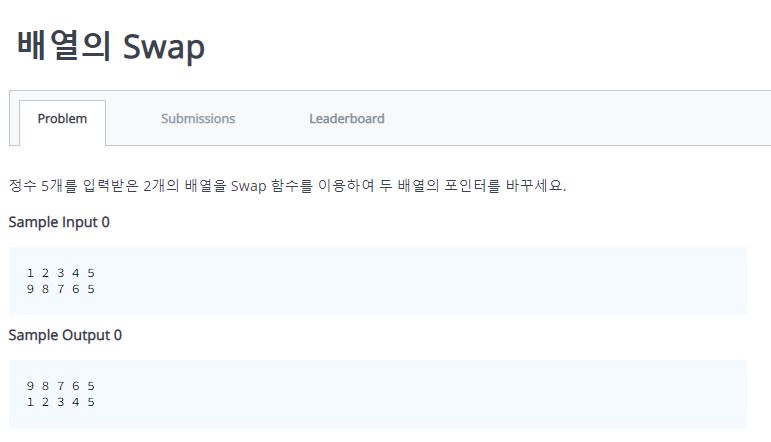 배열의 Swap
Problem
Submissions
Leaderboard
정수 5개를 입력받은 2개의 배열을 Swap 함수를 이용하여 두 배열의 포인터를 바꾸세요.
Sample Input 0
1 2 3 4 5
9 8 7 6 5
Sample Output 0
9 8 7 6 5
1 2 3 4 5